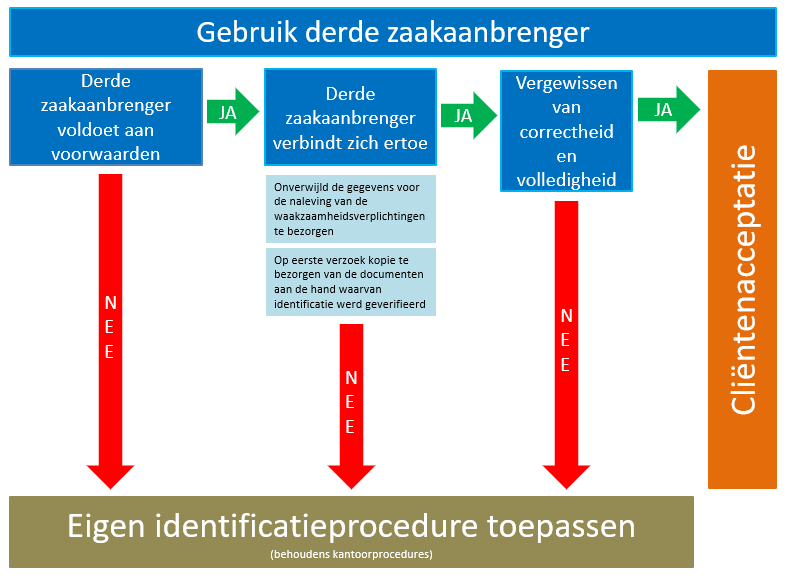 Gebruik derde zaakaanbrenger
Derde
zaakaanbrenger
voldoet aan
voorwaarden
JA
Derde
zaakaanbrenger
verbindt zich ertoe
JA
Vergewissen
van
correctheid
en
volledigheid
JA
Cliëntenacceptatie
Onverwijld de gegevens voor
de naleving van de
waakzaamheidsverplichtingen
te bezorgen
Op eerste verzoek kopie te
bezorgen van de documenten
aan de hand waarvan
identificatie werd geverifieerd
N
E
E
N
E
E
N
E
E
Eigen identificatieprocedure toepassen
(behoudens kantoorprocedures)